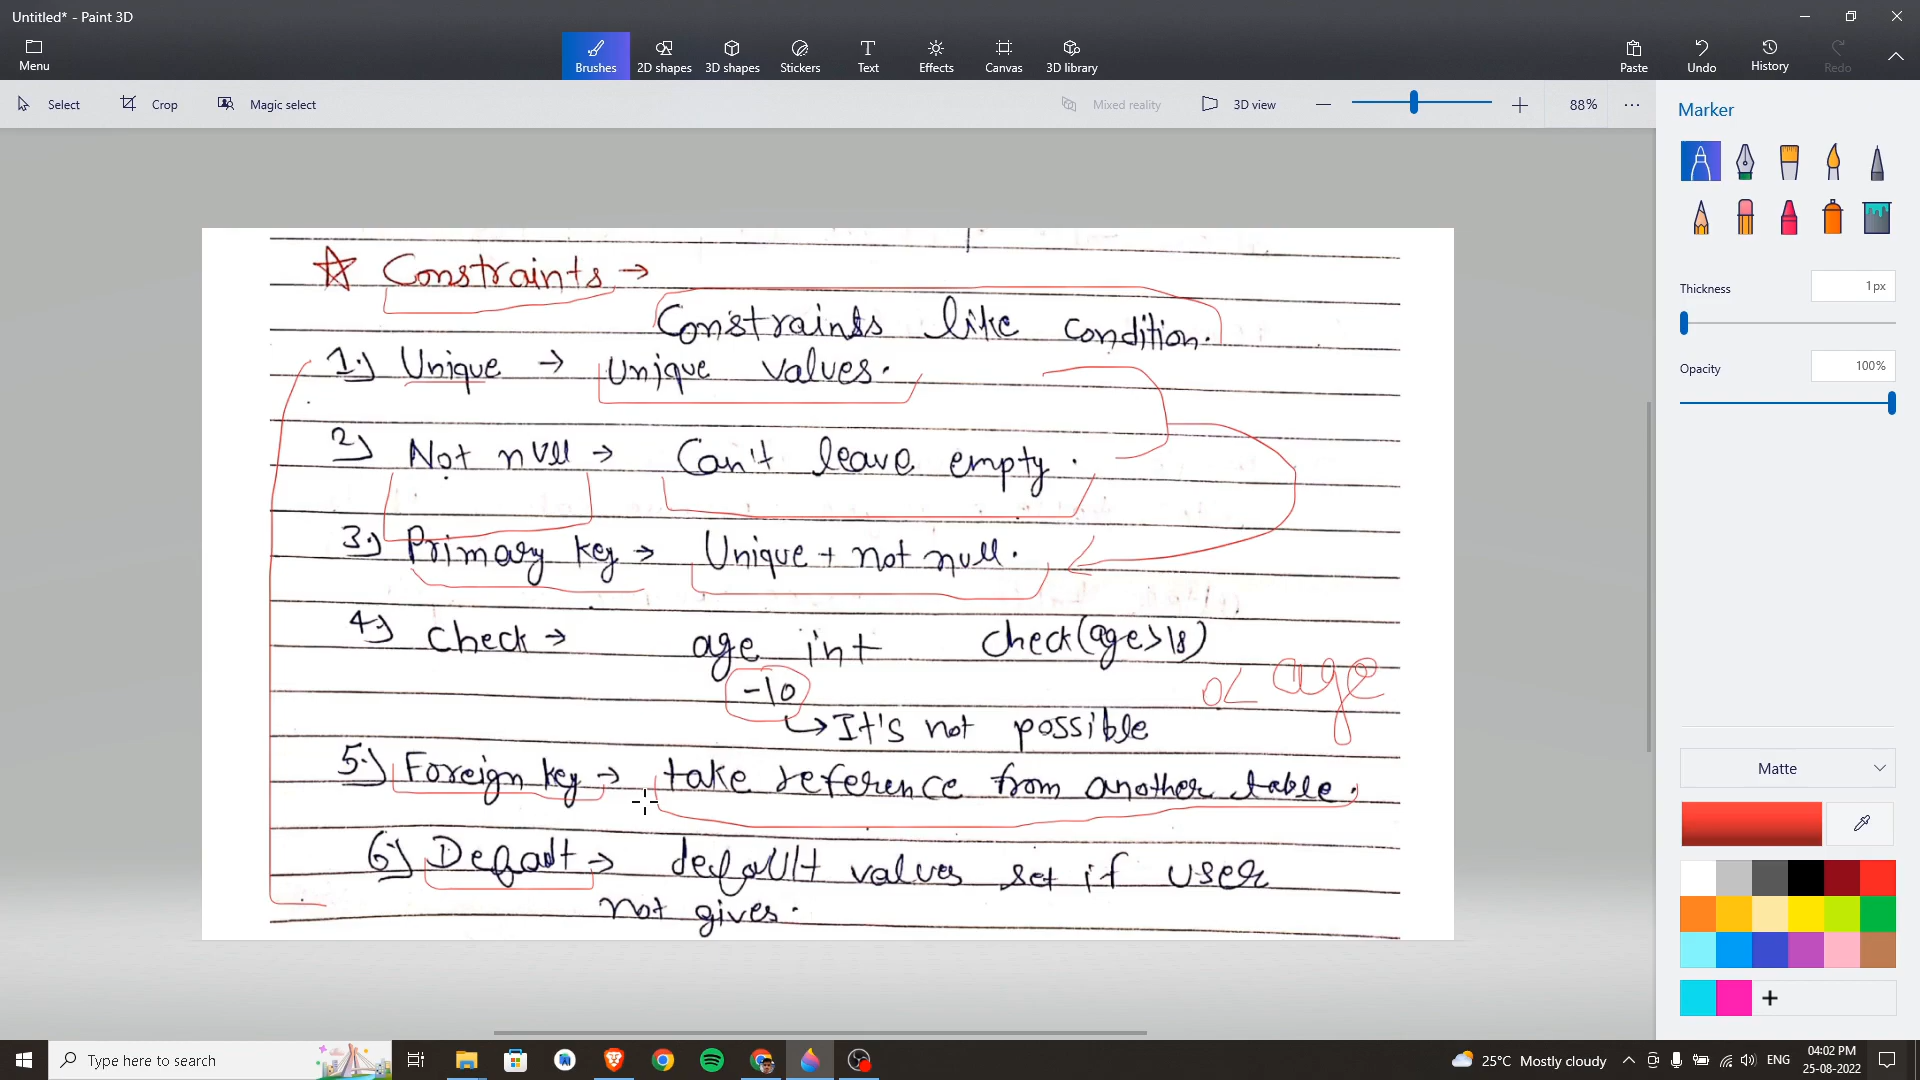 Untitled* - Paint 3D
Menu
Brushes 2D shapes 3D shapes Stickers Text Effects Canvas 3D library Paste Undo History Redo
Select Crop Magic select Mixed reality 3D view 88%
Marker
Thickness 1px
Opacity 100%
Matte
Constraints →
Constraints like condition.
1.) Unique → Unique values.
2) Not null → Can't leave empty.
3.) Primary key → Unique + not null.
4) Check → age int check(age>18)
0< age
-10
↳ It's not possible
5.) Foreign key → take reference from another table.
6.) Default → default values set if user
not gives.
Type here to search
25°C Mostly cloudy ENG 04:02 PM
25-08-2022